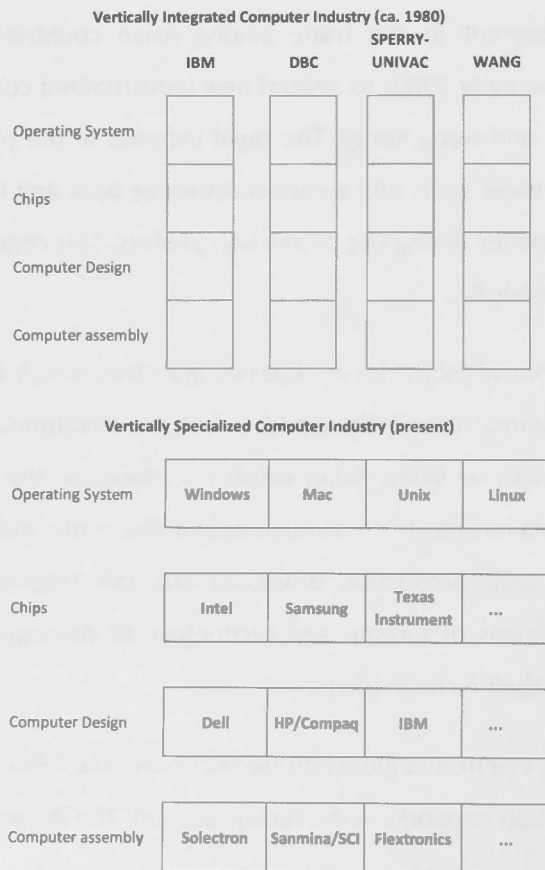 Vertically Integrated Computer Industry (ca. 1980)
IBM DBC SPERRY-UNIVAC WANG
Operating System
Chips
Computer Design
Computer assembly
Vertically Specialized Computer Industry (present)
Operating System Windows Mac Unix Linux
Chips Intel Samsung Texas Instrument ...
Computer Design Dell HP/Compaq IBM ...
Computer assembly Solectron Sanmina/SCI Flextronics ...